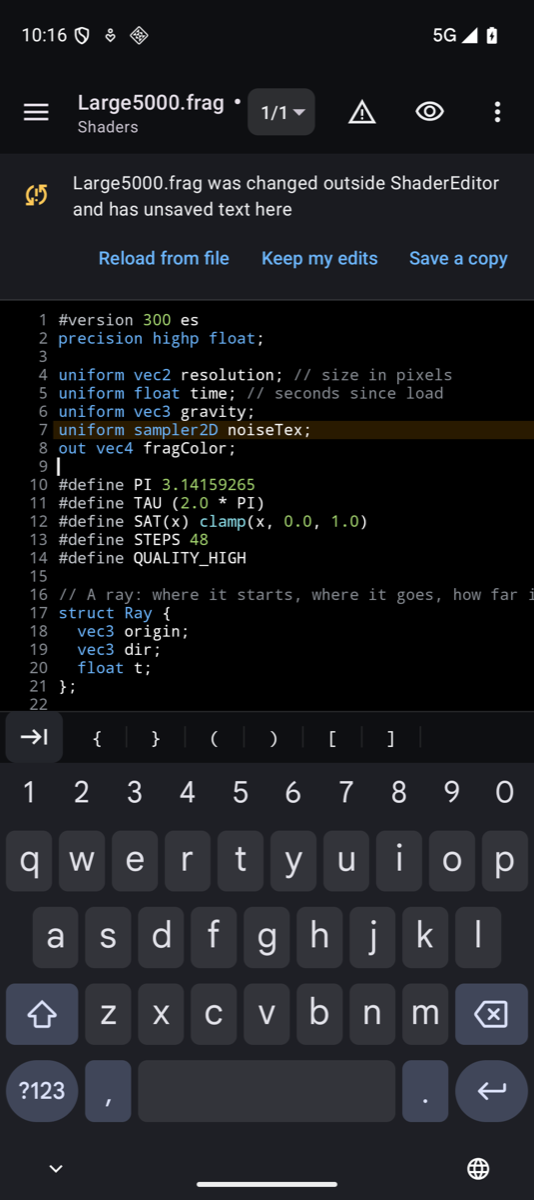 10:16 5G
Large5000.frag •
Shaders
1/1
Large5000.frag was changed outside ShaderEditor
and has unsaved text here
Reload from file Keep my edits Save a copy
1 #version 300 es
2 precision highp float;
3
4 uniform vec2 resolution; // size in pixels
5 uniform float time; // seconds since load
6 uniform vec3 gravity;
7 uniform sampler2D noiseTex;
8 out vec4 fragColor;
9
10 #define PI 3.14159265
11 #define TAU (2.0 * PI)
12 #define SAT(x) clamp(x, 0.0, 1.0)
13 #define STEPS 48
14 #define QUALITY_HIGH
15
16 // A ray: where it starts, where it goes, how far i
17 struct Ray {
18   vec3 origin;
19   vec3 dir;
20   float t;
21 };
22
{ } ( ) [ ]
1 2 3 4 5 6 7 8 9 0
q w e r t y u i o p
a s d f g h j k l
z x c v b n m
?123 , .